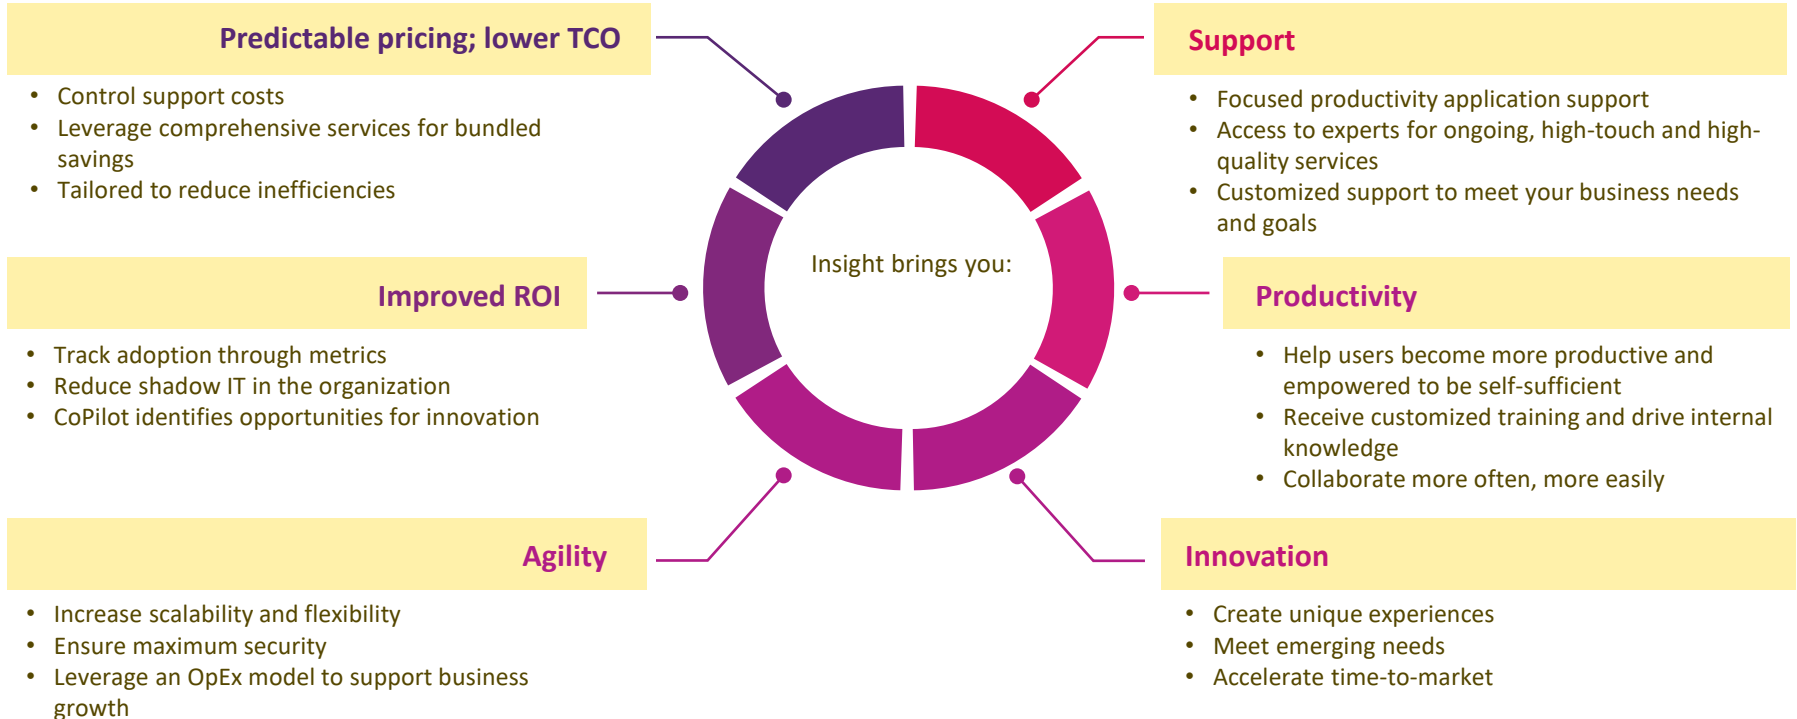 Predictable pricing; lower TCO
• Control support costs
• Leverage comprehensive services for bundled
savings
• Tailored to reduce inefficiencies
Improved ROI
• Track adoption through metrics
• Reduce shadow IT in the organization
• CoPilot identifies opportunities for innovation
Agility
• Increase scalability and flexibility
• Ensure maximum security
• Leverage an OpEx model to support business
growth
Insight brings you:
Support
• Focused productivity application support
• Access to experts for ongoing, high-touch and high-
quality services
• Customized support to meet your business needs
and goals
Productivity
• Help users become more productive and
empowered to be self-sufficient
• Receive customized training and drive internal
knowledge
• Collaborate more often, more easily
Innovation
• Create unique experiences
• Meet emerging needs
• Accelerate time-to-market